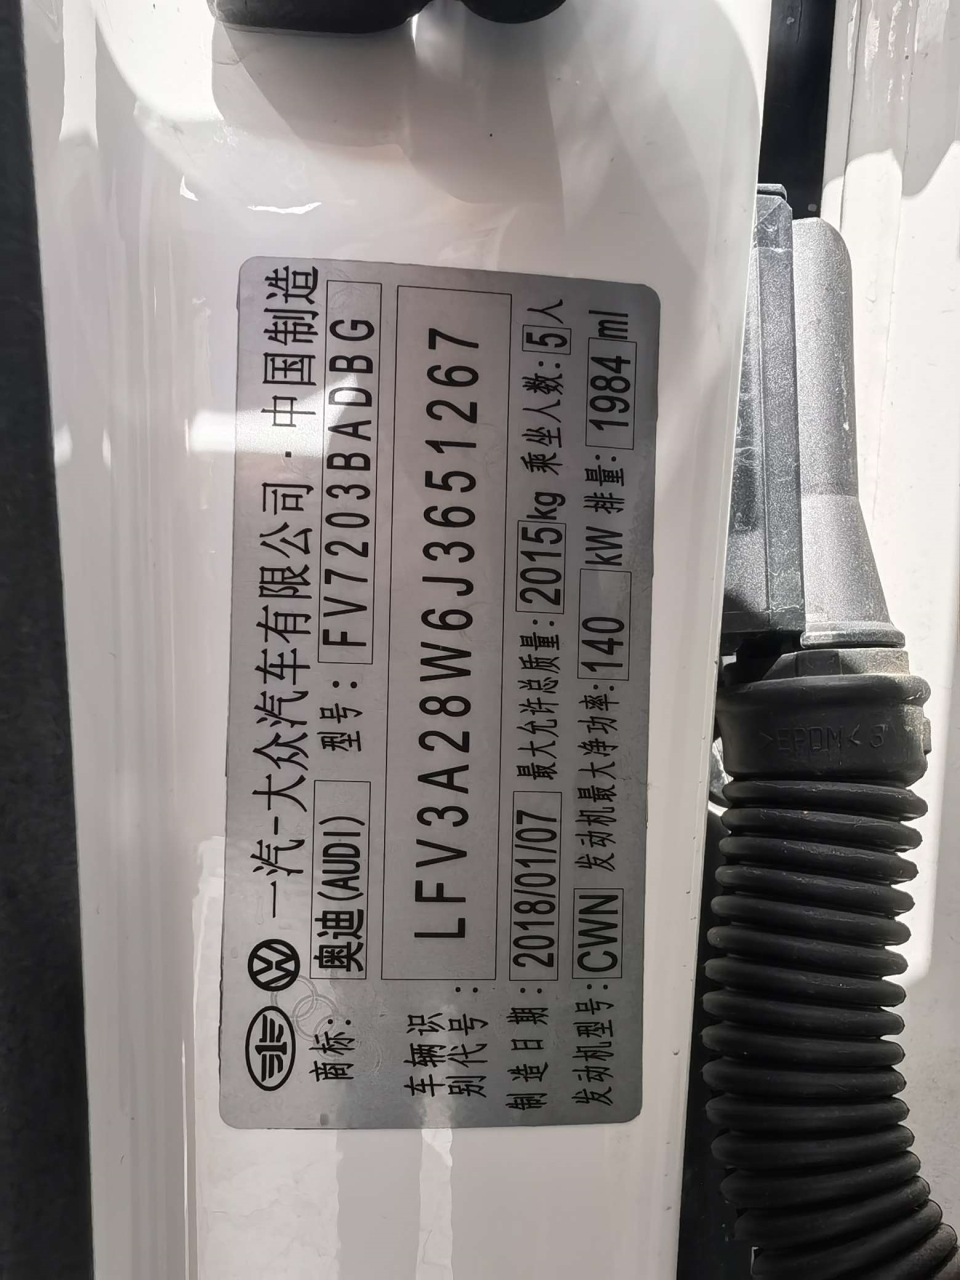 一汽-大众汽车有限公司·中国制造
商标: 奥迪(AUDI) 型号: FV7203BADBG
车辆识别代号: LFV3A28W6J3651267
制造日期: 2018/01/07 最大允许总质量: 2015kg 乘坐人数: 5人
发动机型号: CWN 发动机最大净功率: 140 kW 排量: 1984 ml
>EPDM<
3